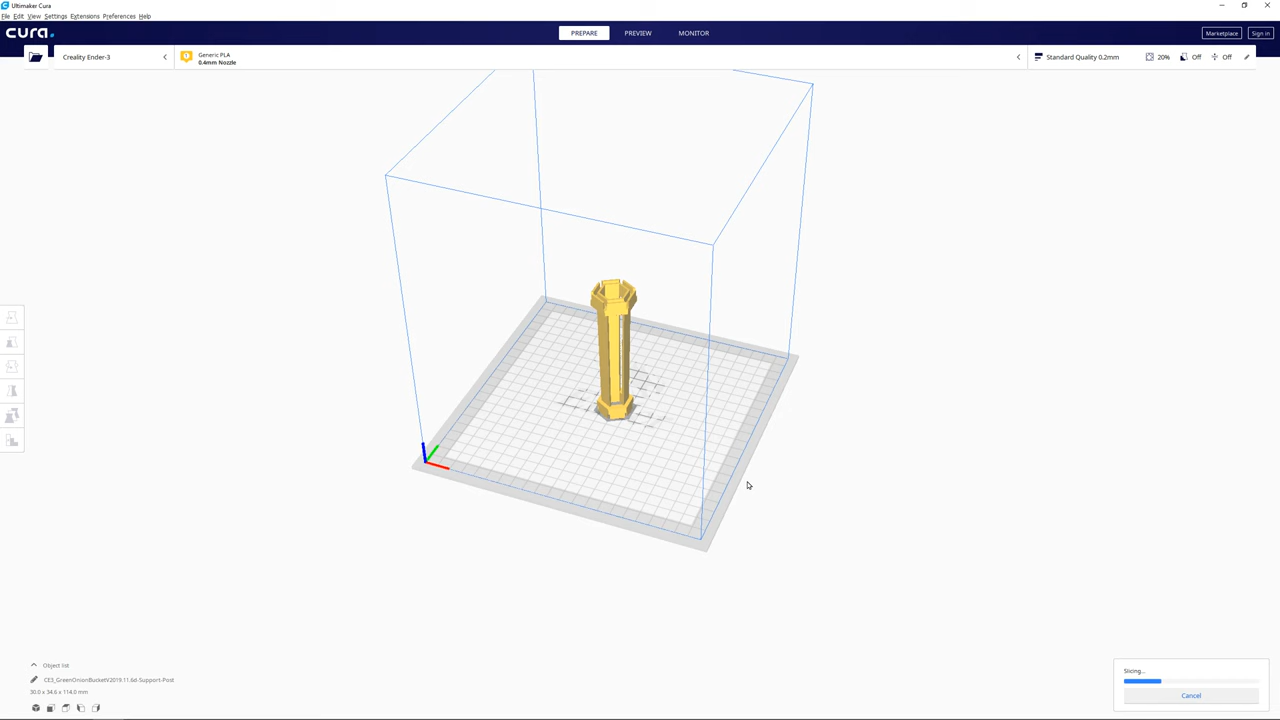 Ultimaker Cura
File Edit View Settings Extensions Preferences Help
cura.
PREPARE
PREVIEW
MONITOR
Marketplace
Sign in
Creality Ender-3
Generic PLA
0.4mm Nozzle
Standard Quality 0.2mm
20%
Off
Off
Object list
CE3_GreenOnionBucketV2019 11.6d-Support-Post
30.0 x 34.6 x 114.0 mm
Slicing...
Cancel